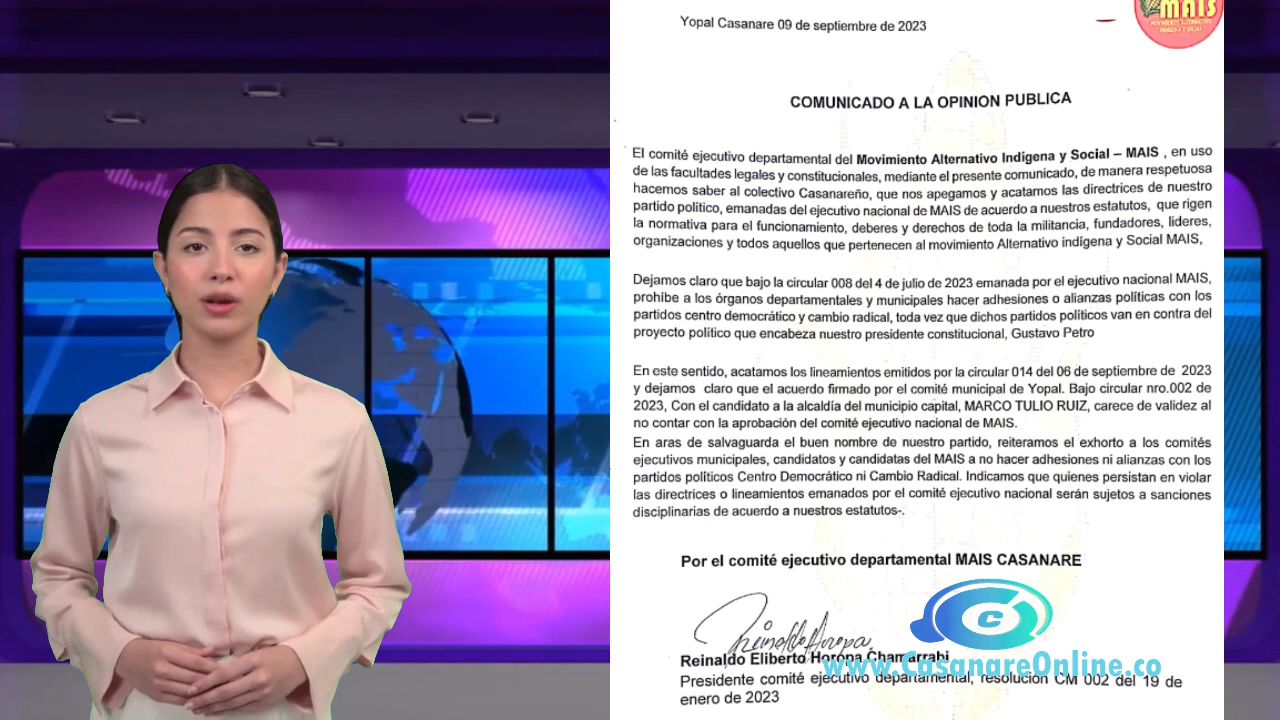 MAIS
MOVIMIENTO ALTERNATIVO
INDÍGENA Y SOCIAL
Yopal Casanare 09 de septiembre de 2023
COMUNICADO A LA OPINION PUBLICA
El comité ejecutivo departamental del Movimiento Alternativo Indígena y Social – MAIS , en uso
de las facultades legales y constitucionales, mediante el presente comunicado, de manera respetuosa
hacemos saber al colectivo Casanareño, que nos apegamos y acatamos las directrices de nuestro
partido político, emanadas del ejecutivo nacional de MAIS de acuerdo a nuestros estatutos, que rigen
la normativa para el funcionamiento, deberes y derechos de toda la militancia, fundadores, lideres,
organizaciones y todos aquellos que pertenecen al movimiento Alternativo indígena y Social MAIS,
Dejamos claro que bajo la circular 008 del 4 de julio de 2023 emanada por el ejecutivo nacional MAIS,
prohíbe a los órganos departamentales y municipales hacer adhesiones o alianzas políticas con los
partidos centro democrático y cambio radical, toda vez que dichos partidos políticos van en contra del
proyecto político que encabeza nuestro presidente constitucional, Gustavo Petro
En este sentido, acatamos los lineamientos emitidos por la circular 014 del 06 de septiembre de 2023
y dejamos claro que el acuerdo firmado por el comité municipal de Yopal. Bajo circular nro.002 de
2023, Con el candidato a la alcaldía del municipio capital, MARCO TULIO RUIZ, carece de validez al
no contar con la aprobación del comité ejecutivo nacional de MAIS.
En aras de salvaguarda el buen nombre de nuestro partido, reiteramos el exhorto a los comités
ejecutivos municipales, candidatos y candidatas del MAIS a no hacer adhesiones ni alianzas con los
partidos políticos Centro Democrático ni Cambio Radical. Indicamos que quienes persistan en violar
las directrices o lineamientos emanados por el comité ejecutivo nacional serán sujetos a sanciones
disciplinarias de acuerdo a nuestros estatutos-.
Por el comité ejecutivo departamental MAIS CASANARE
Reinaldo Horopa
Reinaldo Eliberto Horopa Chamarrabi
www.CasanareOnline.co
Presidente comité ejecutivo departamental, resolución CM 002 del 19 de
enero de 2023